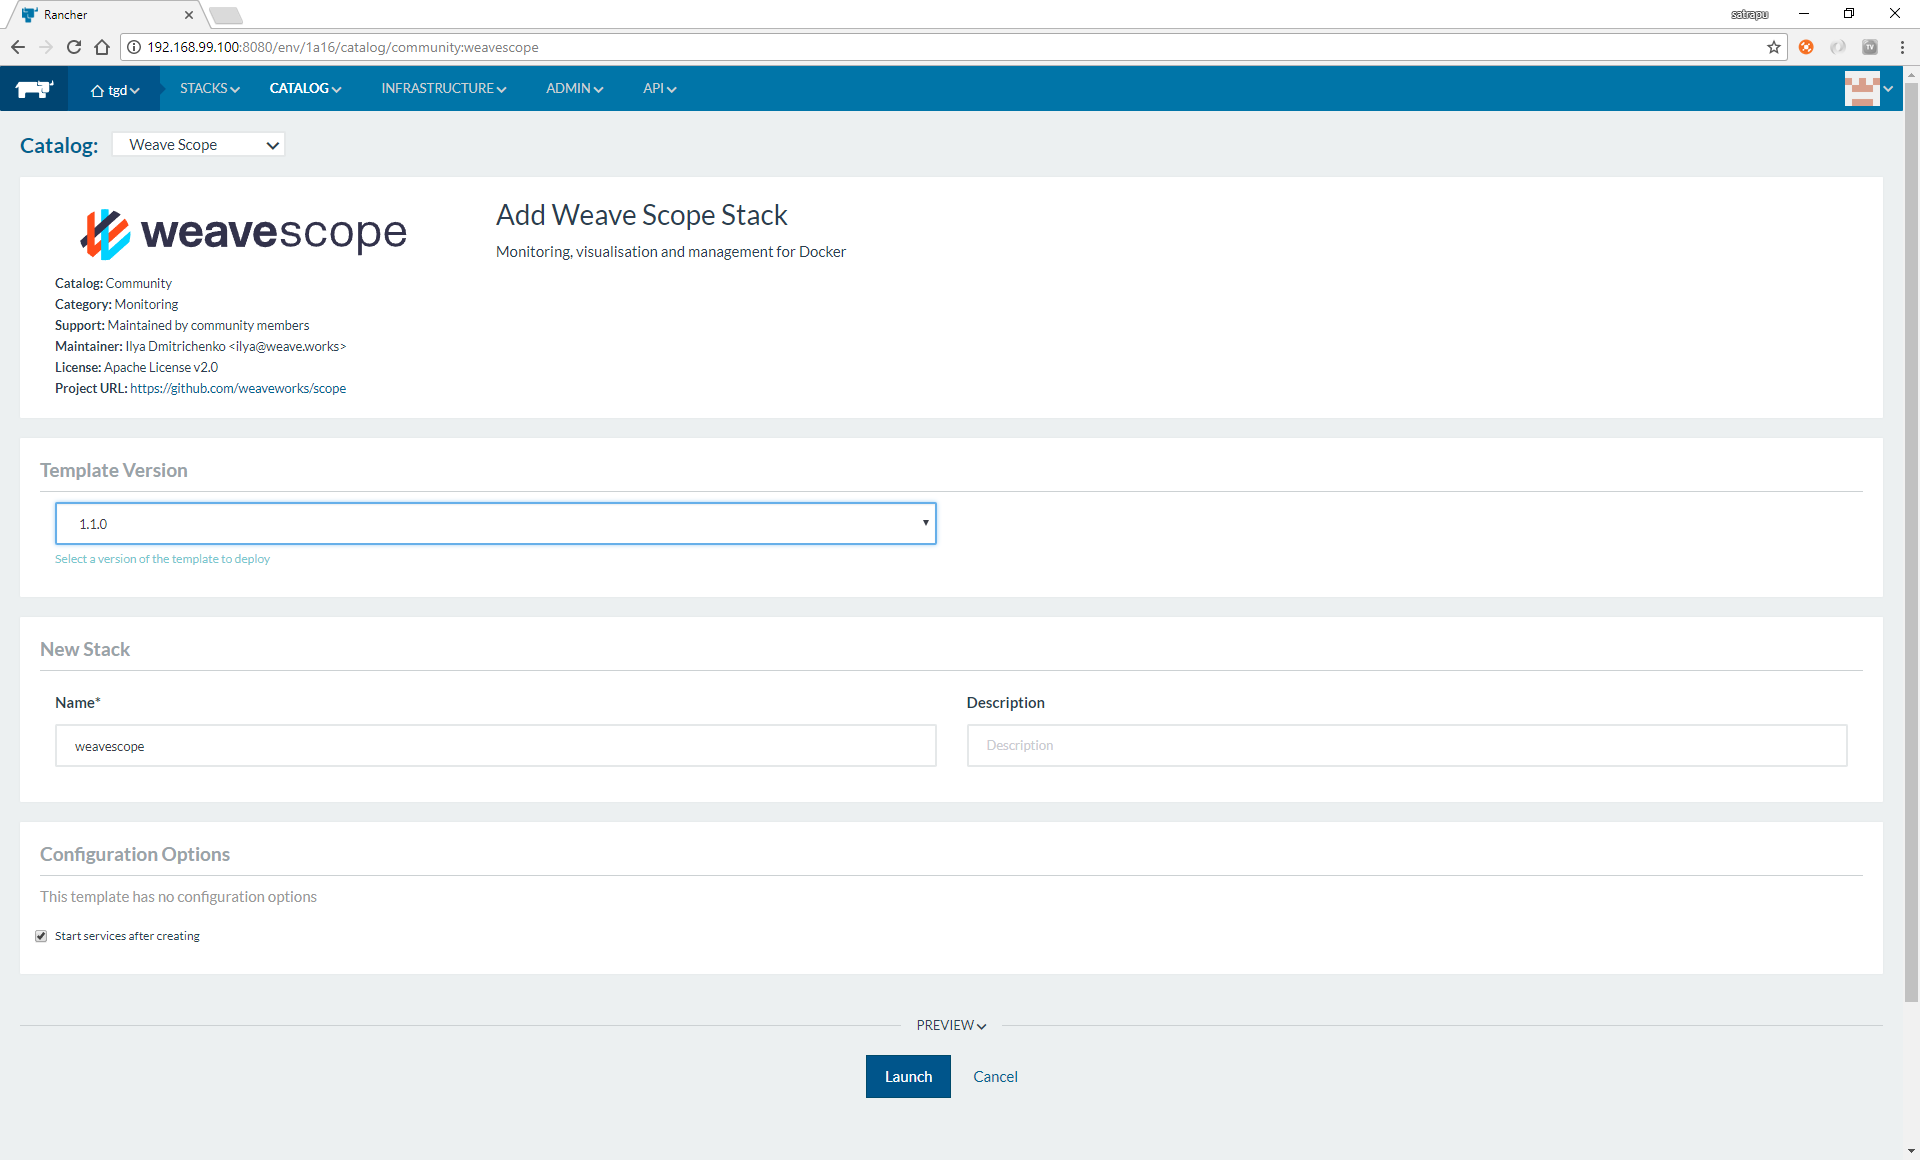 Rancher
satrapu
192.168.99.100:8080/env/1a16/catalog/community:weavescope
TV
tgd
STACKS
CATALOG
INFRASTRUCTURE
ADMIN
API
Catalog:
Weave Scope
weavescope
Add Weave Scope Stack
Monitoring, visualisation and management for Docker
Catalog: Community
Category: Monitoring
Support: Maintained by community members
Maintainer: Ilya Dmitrichenko <ilya@weave.works>
License: Apache License v2.0
Project URL: https://github.com/weaveworks/scope
Template Version
1.1.0
Select a version of the template to deploy
New Stack
Name*
Description
weavescope
Description
Configuration Options
This template has no configuration options
Start services after creating
PREVIEW
Launch
Cancel